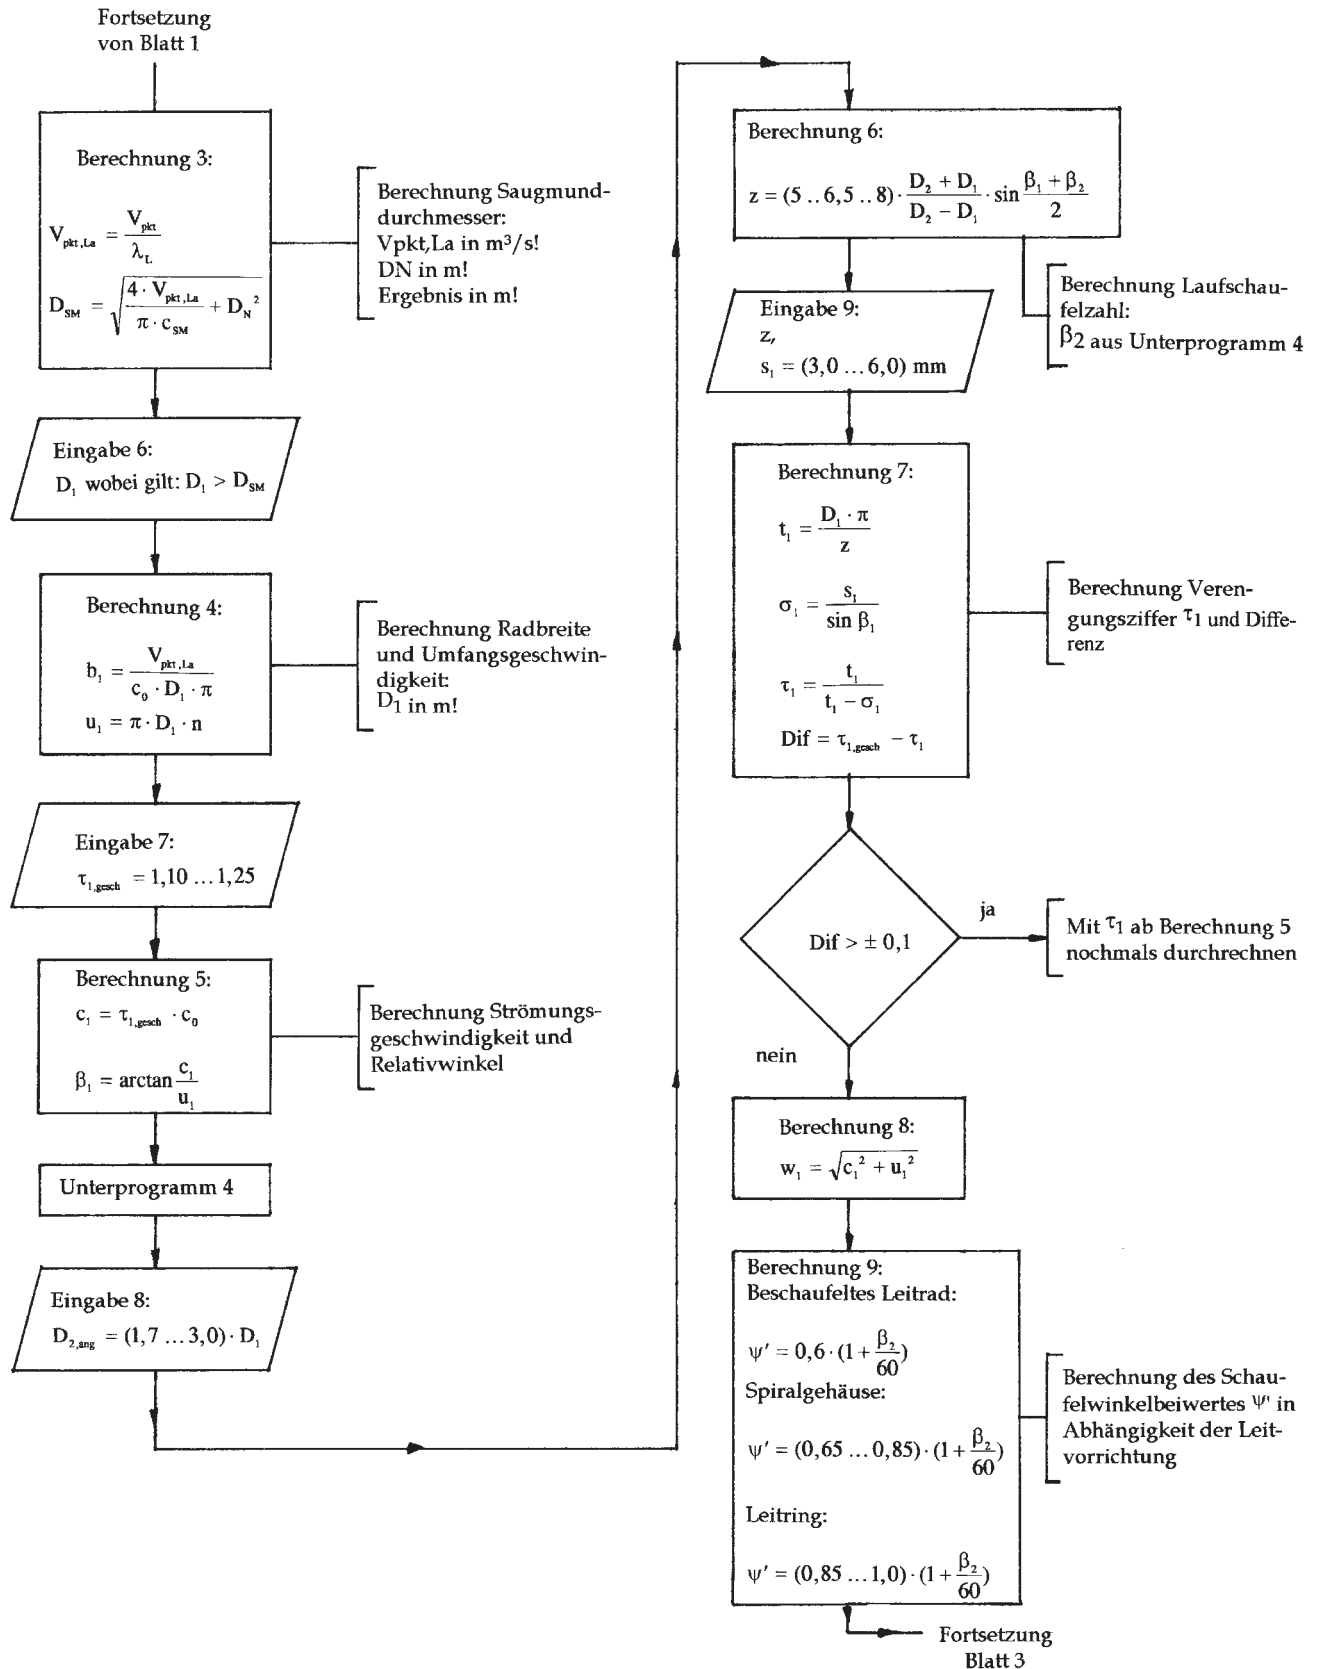 Fortsetzung
von Blatt 1
Berechnung 3:
V_pkt,La = V_pkt / λ_L
D_SM = √(4 · V_pkt,La / (π · c_SM) + D_N²)
Berechnung Saugmund-
durchmesser:
Vpkt,La in m³/s!
DN in m!
Ergebnis in m!
Eingabe 6:
D₁ wobei gilt: D₁ > D_SM
Berechnung 4:
b₁ = V_pkt,La / (c₀ · D₁ · π)
u₁ = π · D₁ · n
Berechnung Radbreite
und Umfangsgeschwin-
digkeit:
D1 in m!
Eingabe 7:
τ₁,gesch = 1,10 … 1,25
Berechnung 5:
c₁ = τ₁,gesch · c₀
β₁ = arctan c₁ / u₁
Berechnung Strömungs-
geschwindigkeit und
Relativwinkel
Unterprogramm 4
Eingabe 8:
D₂,ang = (1,7 … 3,0) · D₁
Berechnung 6:
z = (5 .. 6,5 .. 8) · (D₂ + D₁) / (D₂ − D₁) · sin (β₁ + β₂) / 2
Berechnung Laufschau-
felzahl:
β2 aus Unterprogramm 4
Eingabe 9:
z,
s₁ = (3,0 … 6,0) mm
Berechnung 7:
t₁ = D₁ · π / z
σ₁ = s₁ / sin β₁
τ₁ = t₁ / (t₁ − σ₁)
Dif = τ₁,gesch − τ₁
Berechnung Veren-
gungsziffer τ1 und Diffe-
renz
Dif > ± 0,1
ja
Mit τ1 ab Berechnung 5
nochmals durchrechnen
nein
Berechnung 8:
w₁ = √(c₁² + u₁²)
Berechnung 9:
Beschaufeltes Leitrad:
ψ' = 0,6 · (1 + β₂ / 60)
Spiralgehäuse:
ψ' = (0,65 … 0,85) · (1 + β₂ / 60)
Leitring:
ψ' = (0,85 … 1,0) · (1 + β₂ / 60)
Berechnung des Schau-
felwinkelbeiwertes ψ' in
Abhängigkeit der Leit-
vorrichtung
Fortsetzung
Blatt 3